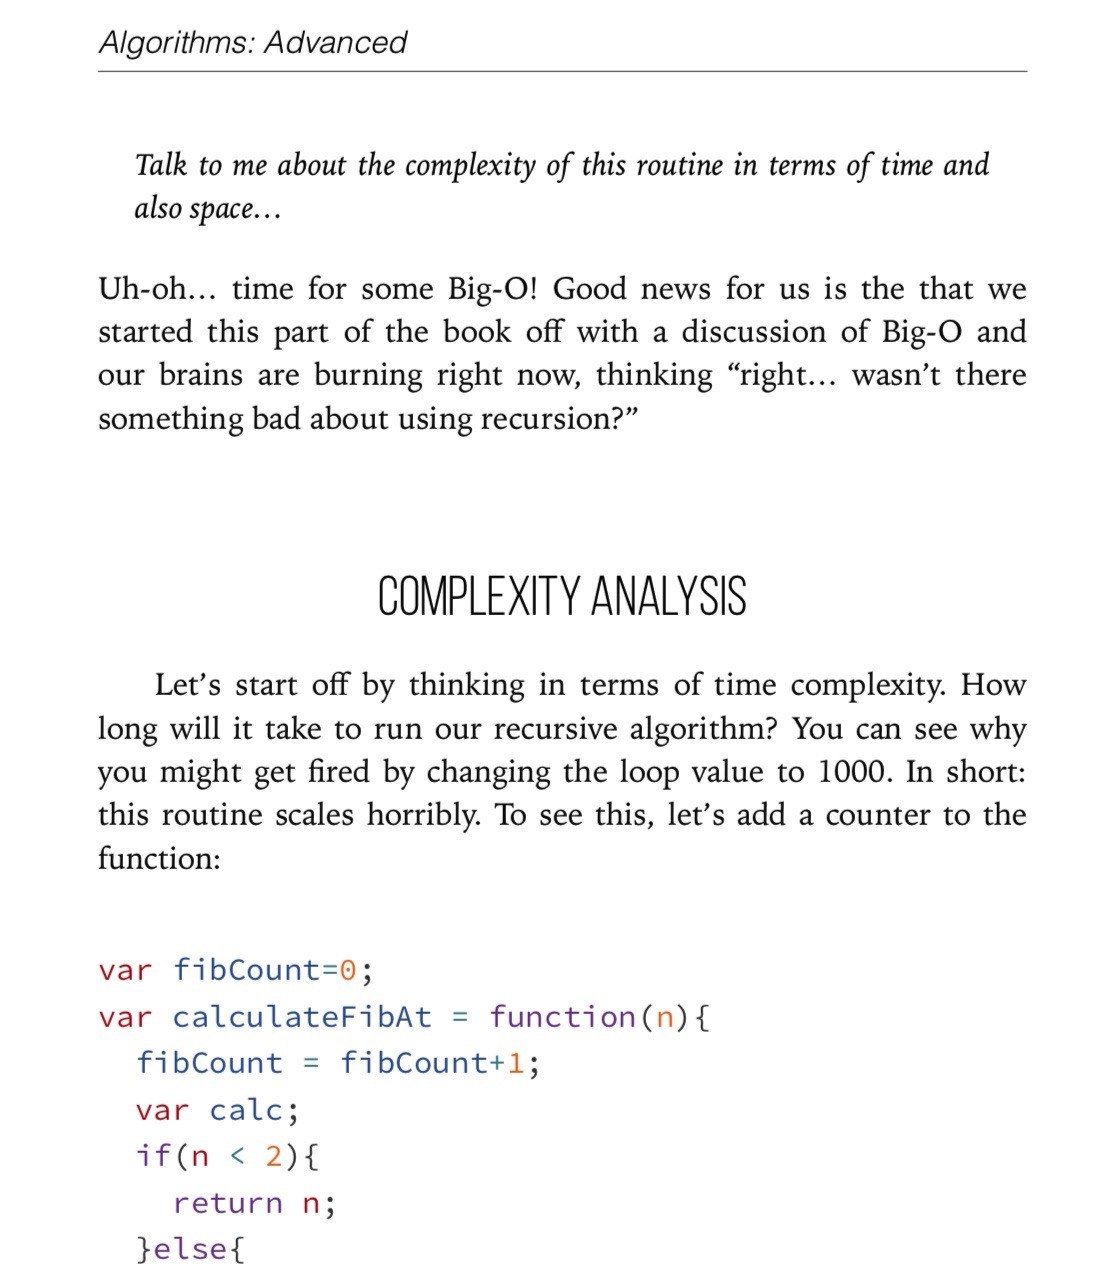 Algorithms: Advanced
Talk to me about the complexity of this routine in terms of time and
also space…
Uh-oh… time for some Big-O! Good news for us is the that we
started this part of the book off with a discussion of Big-O and
our brains are burning right now, thinking “right… wasn’t there
something bad about using recursion?”
COMPLEXITY ANALYSIS
Let’s start off by thinking in terms of time complexity. How
long will it take to run our recursive algorithm? You can see why
you might get fired by changing the loop value to 1000. In short:
this routine scales horribly. To see this, let’s add a counter to the
function:
var fibCount=0;
var calculateFibAt = function(n){
  fibCount = fibCount+1;
  var calc;
  if(n < 2){
    return n;
  }else{